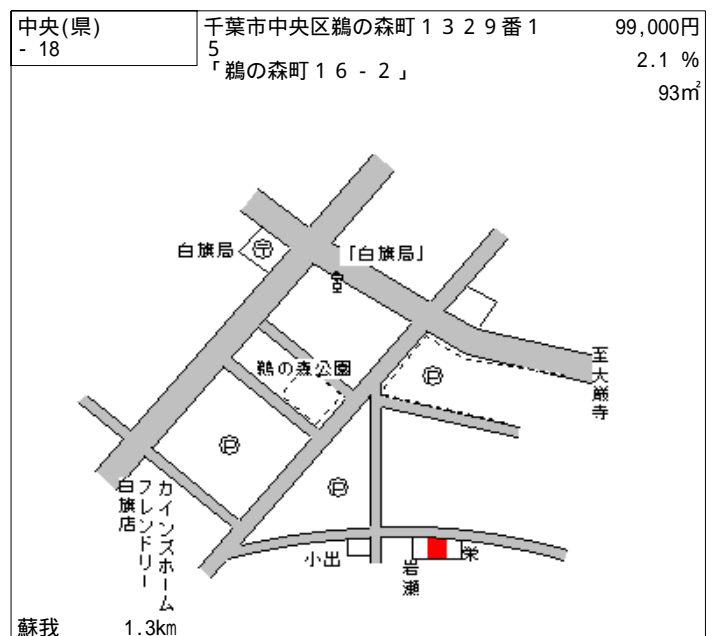 中央(県)
- 18
千葉市中央区鵜の森町１３２９番１
5
「鵜の森町１６－２」
99,000円
2.1 %
93㎡
白旗局
「白旗局」
鵜の森公園
至大厳寺
カインズホーム
フレンドリー
白旗店
小出
岩瀬
栄
蘇我 1.3km